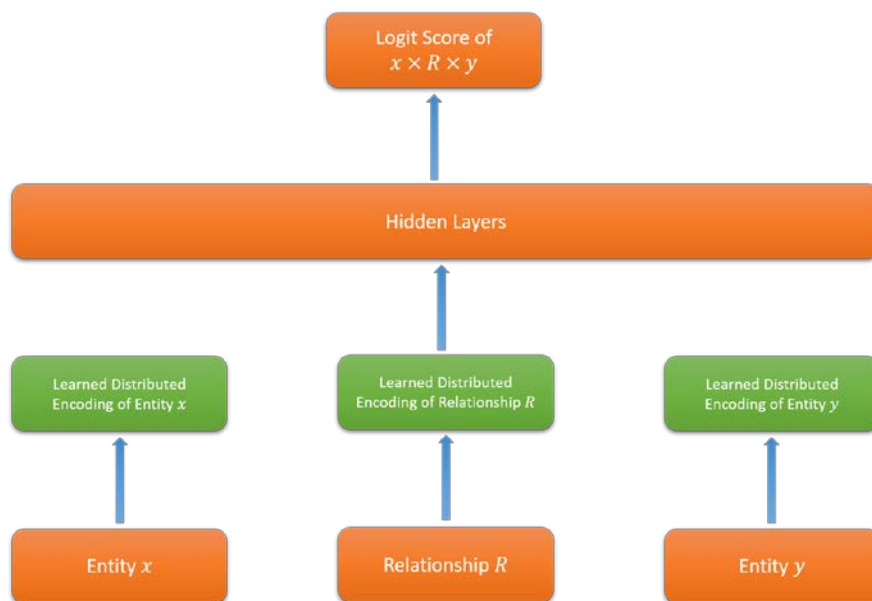 Logit Score of
x × R × y
Hidden Layers
Learned Distributed
Encoding of Entity x
Learned Distributed
Encoding of Relationship R
Learned Distributed
Encoding of Entity y
Entity x
Relationship R
Entity y